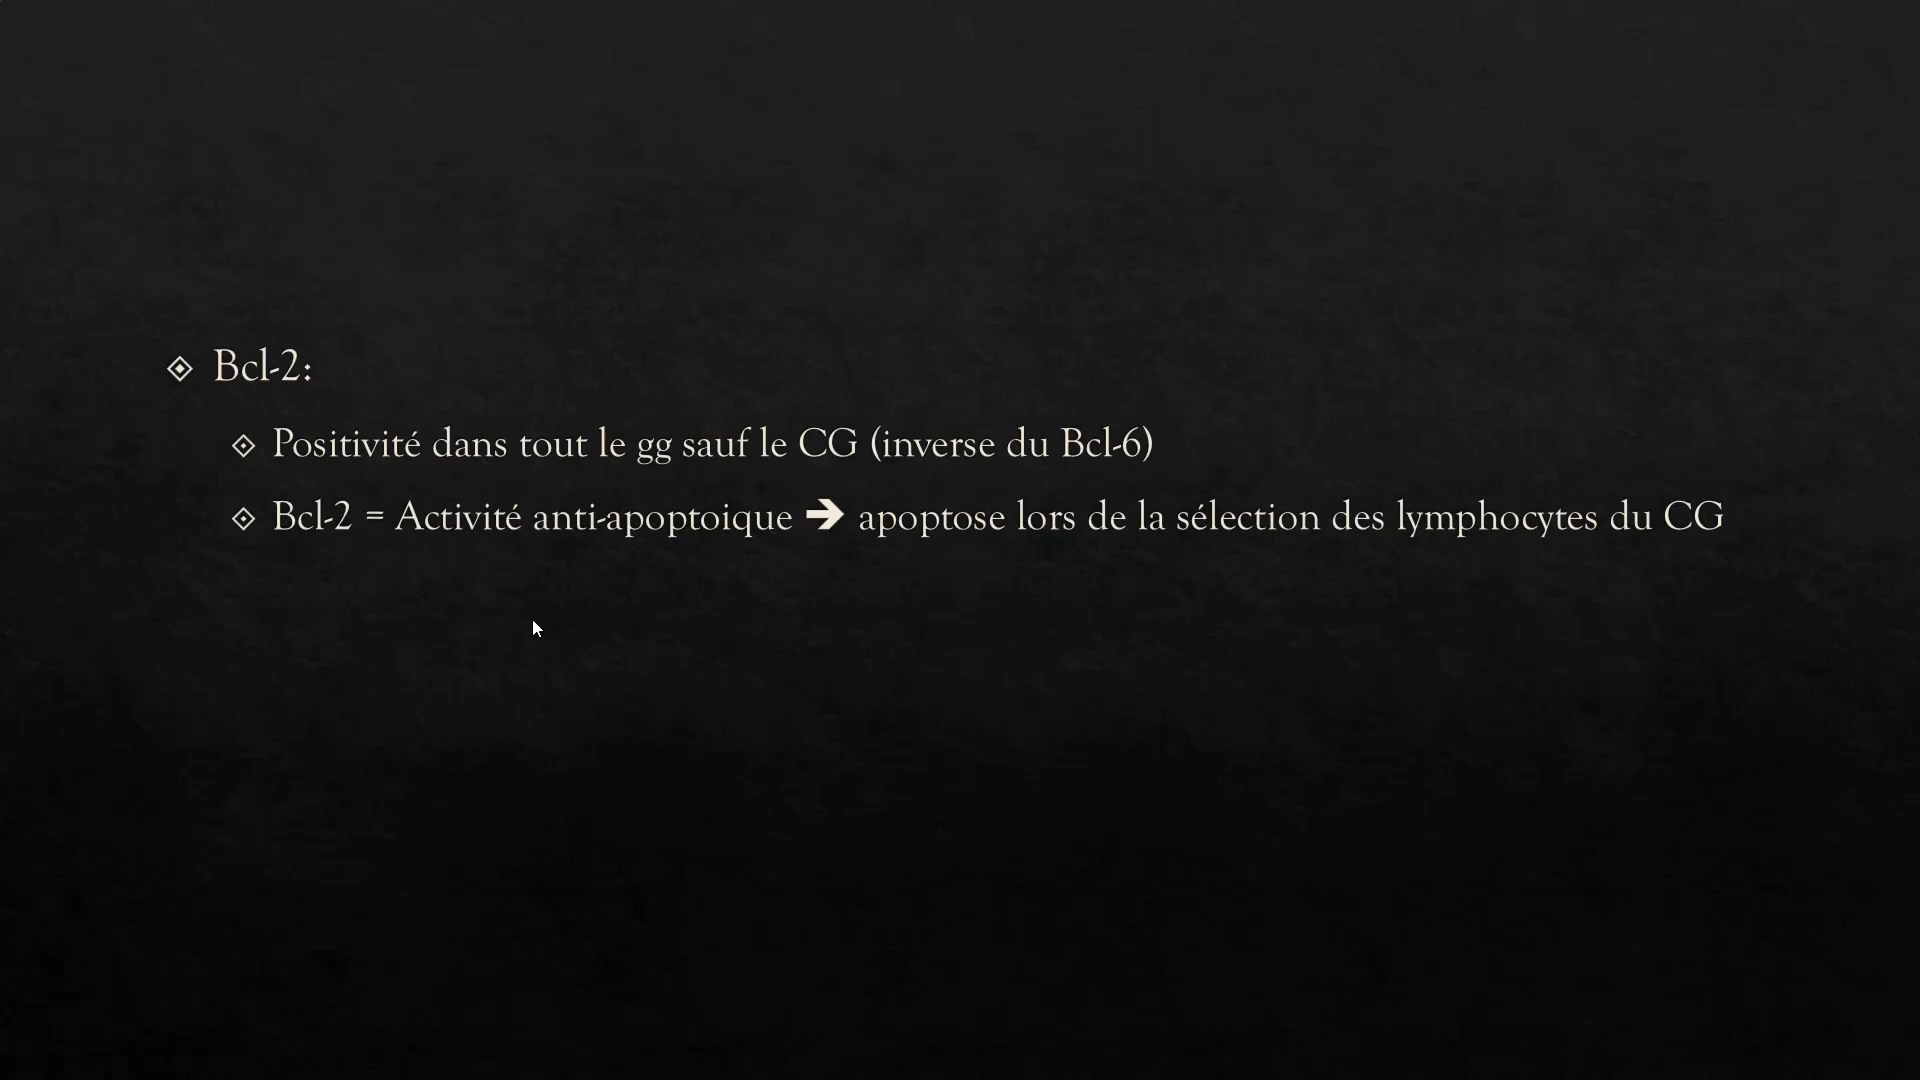 Bcl-2:
Positivité dans tout le gg sauf le CG (inverse du Bcl-6)
Bcl-2 = Activité anti-apoptoique → apoptose lors de la sélection des lymphocytes du CG